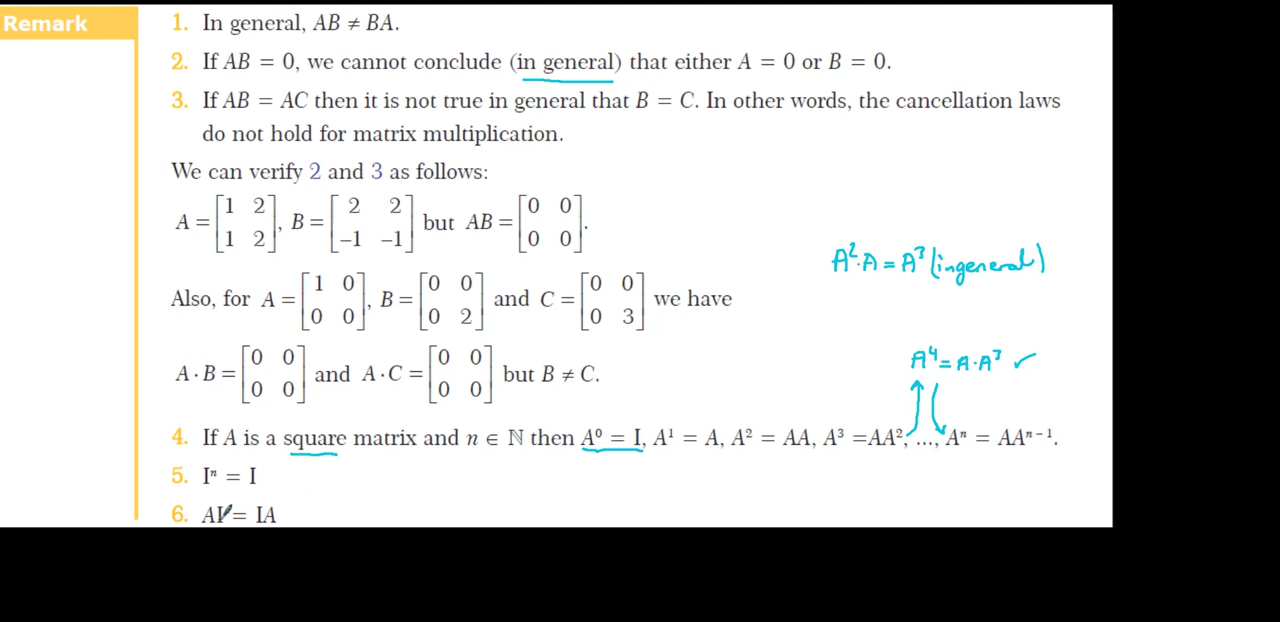 Remark
1. In general, AB ≠ BA.
2. If AB = 0, we cannot conclude (in general) that either A = 0 or B = 0.
3. If AB = AC then it is not true in general that B = C. In other words, the cancellation laws
do not hold for matrix multiplication.
We can verify 2 and 3 as follows:
A = [1 2; 1 2], B = [2 2; –1 –1] but AB = [0 0; 0 0].
A²·A = A³ (in general)
Also, for A = [1 0; 0 0], B = [0 0; 0 2] and C = [0 0; 0 3] we have
A⁴ = A·A³ ✓
A · B = [0 0; 0 0] and A · C = [0 0; 0 0] but B ≠ C.
4. If A is a square matrix and n ∈ ℕ then A⁰ = I, A¹ = A, A² = AA, A³ =AA², ..., Aⁿ = AAⁿ⁻¹.
5. Iⁿ = I
6. AI = IA